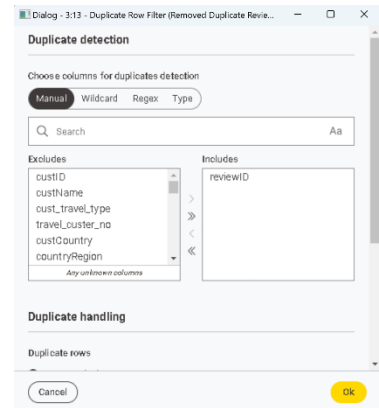 Dialog - 3:13 - Duplicate Row Filter (Removed Duplicate Revie...
Duplicate detection
Choose columns for duplicates detection
Manual Wildcard Regex Type
Search Aa
Excludes Includes
custID reviewID
custName
cust_travel_type
travel_custer_no
custCountry
countryRegion
Any unknown columns
Duplicate handling
Duplicate rows
Cancel Ok